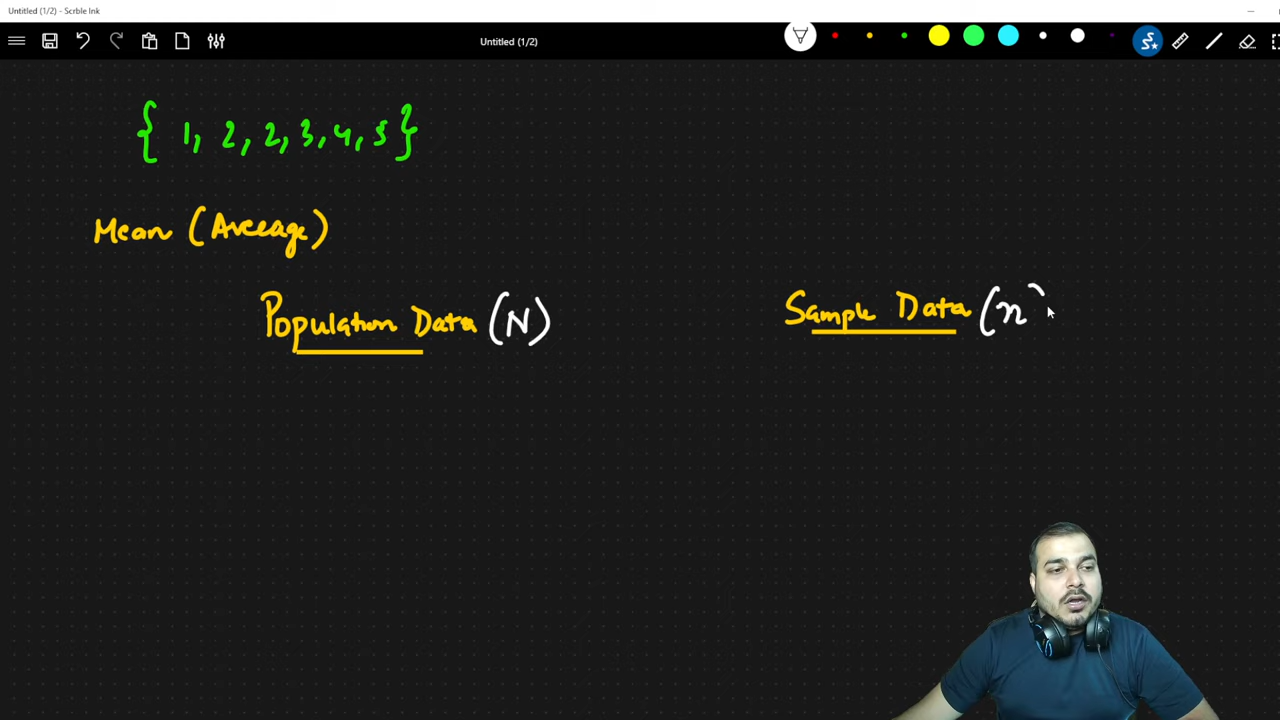 Untitled (1/2) - Scrble Ink
Untitled (1/2)
{ 1, 2, 2, 3, 4, 5 }
Mean (Average)
Population Data (N)
Sample Data (n)